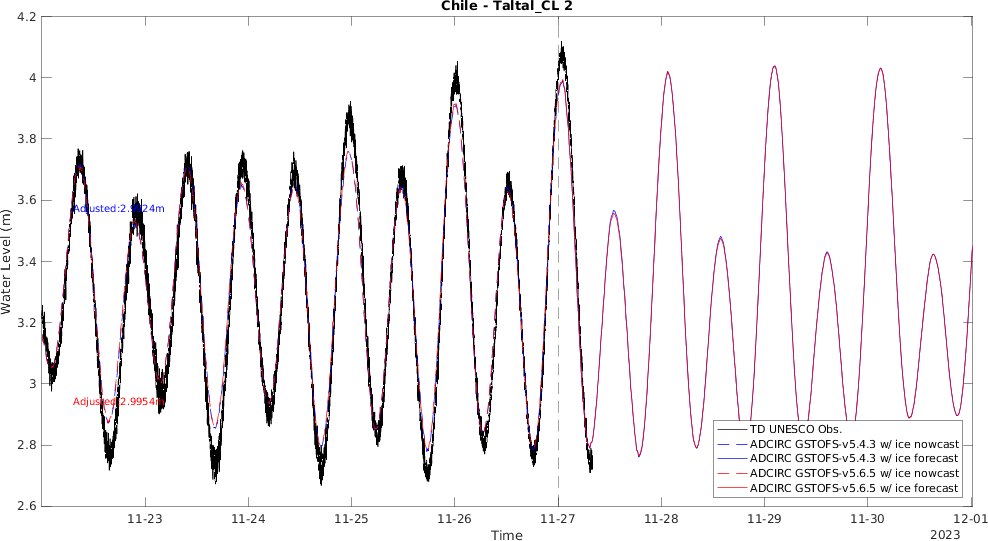 Chile - Taltal_CL 2
4.2
4
3.8
3.6
3.4
3.2
3
2.8
2.6
Water Level (m)
Adjusted:2.9954m
TD UNESCO Obs.
ADCIRC GSTOFS-v5.4.3 w/ ice nowcast
ADCIRC GSTOFS-v5.4.3 w/ ice forecast
ADCIRC GSTOFS-v5.6.5 w/ ice nowcast
ADCIRC GSTOFS-v5.6.5 w/ ice forecast
11-23
11-24
11-25
11-26
11-27
11-28
11-29
11-30
12-01
Time
2023